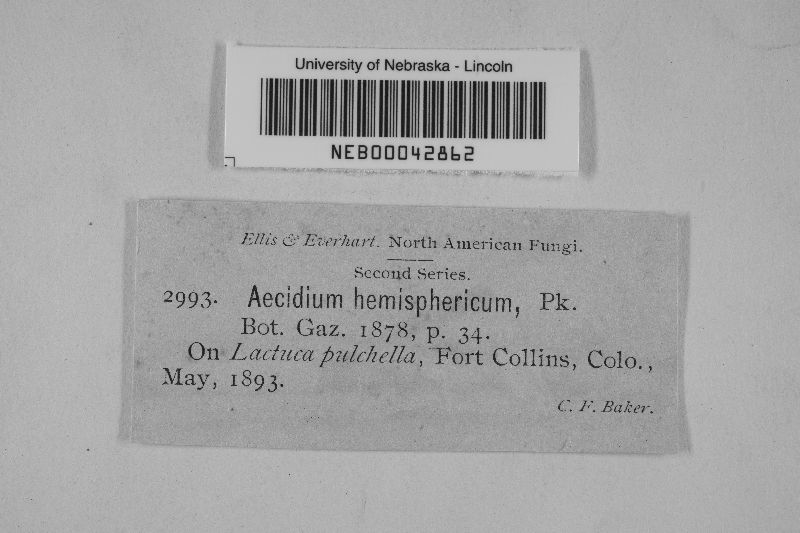 University of Nebraska - Lincoln
NEB00042862
Ellis & Everhart. North American Fungi.
Second Series.
2993. Aecidium hemisphericum, Pk.
Bot. Gaz. 1878, p. 34.
On Lactuca pulchella, Fort Collins, Colo.,
May, 1893.
C. F. Baker.